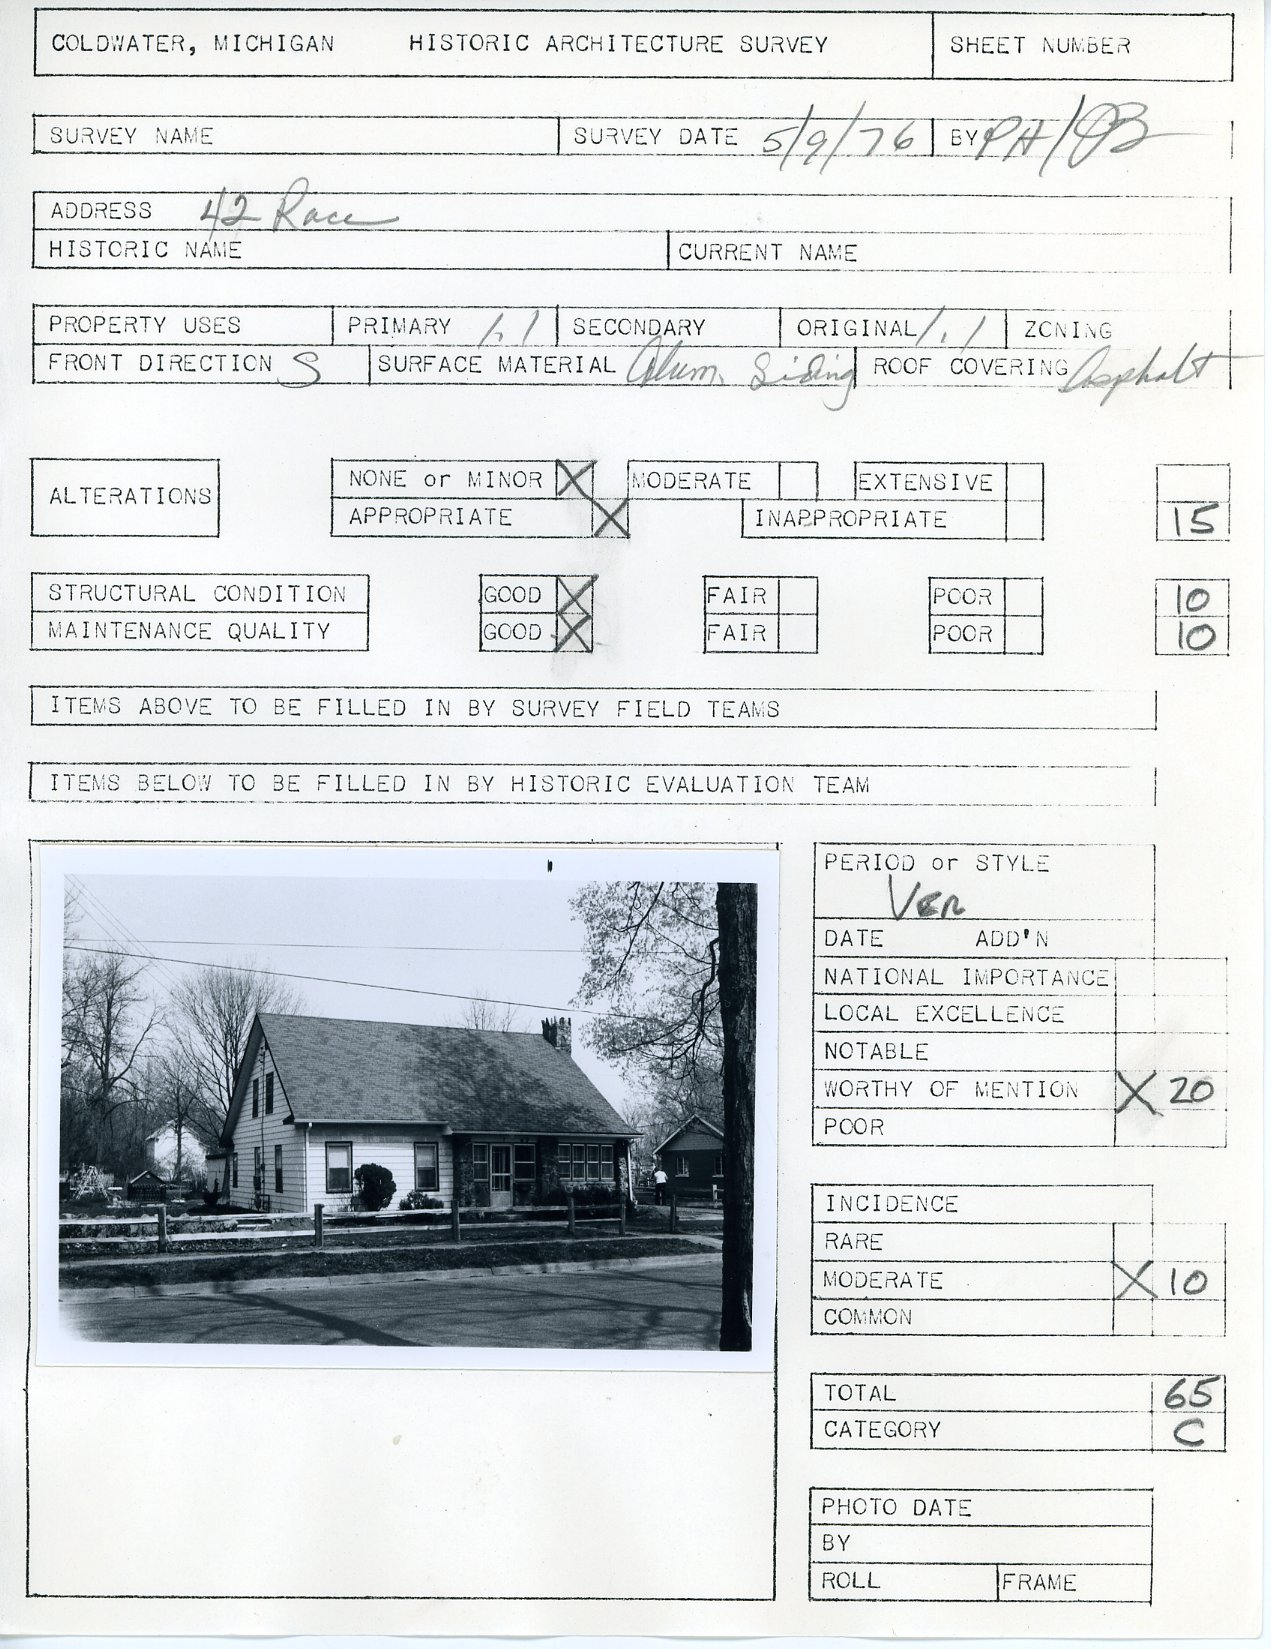 COLDWATER, MICHIGAN HISTORIC ARCHITECTURE SURVEY SHEET NUMBER
SURVEY NAME SURVEY DATE 5/9/76 BY PH/JB
ADDRESS 42 Race
HISTORIC NAME CURRENT NAME
PROPERTY USES PRIMARY 1.1 SECONDARY ORIGINAL 1.1 ZONING
FRONT DIRECTION S SURFACE MATERIAL Alum. Siding ROOF COVERING Asphalt
ALTERATIONS NONE or MINOR X MODERATE EXTENSIVE
APPROPRIATE X INAPPROPRIATE 15
STRUCTURAL CONDITION GOOD X FAIR POOR 10
MAINTENANCE QUALITY GOOD X FAIR POOR 10
ITEMS ABOVE TO BE FILLED IN BY SURVEY FIELD TEAMS
ITEMS BELOW TO BE FILLED IN BY HISTORIC EVALUATION TEAM
PERIOD or STYLE
VER
DATE ADD'N
NATIONAL IMPORTANCE
LOCAL EXCELLENCE
NOTABLE
WORTHY OF MENTION X 20
POOR
INCIDENCE
RARE
MODERATE X 10
COMMON
TOTAL 65
CATEGORY C
PHOTO DATE
BY
ROLL FRAME